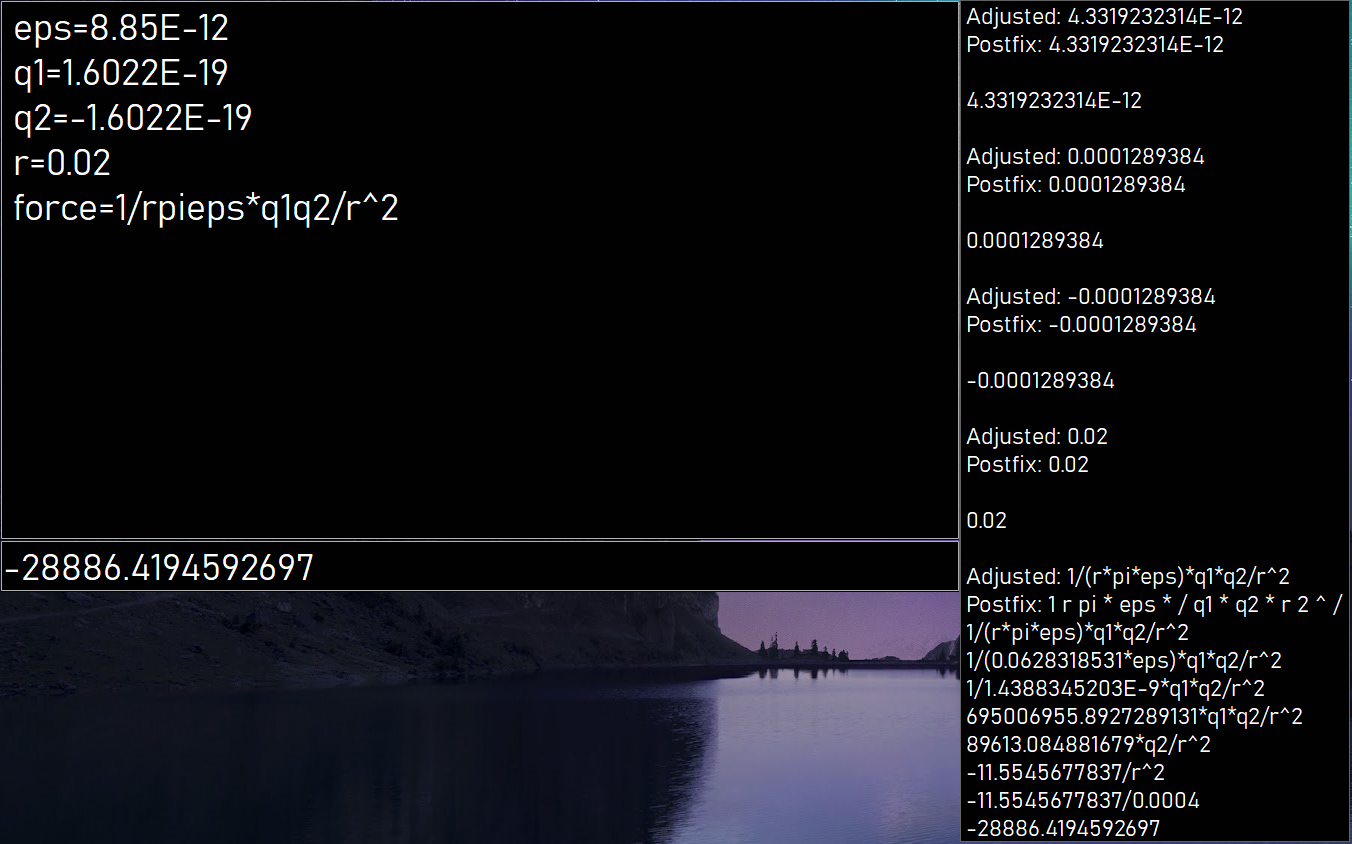 eps=8.85E-12
q1=1.6022E-19
q2=-1.6022E-19
r=0.02
force=1/rpieps*q1q2/r^2
-28886.4194592697
Adjusted: 4.3319232314E-12
Postfix: 4.3319232314E-12
4.3319232314E-12
Adjusted: 0.0001289384
Postfix: 0.0001289384
0.0001289384
Adjusted: -0.0001289384
Postfix: -0.0001289384
-0.0001289384
Adjusted: 0.02
Postfix: 0.02
0.02
Adjusted: 1/(r*pi*eps)*q1*q2/r^2
Postfix: 1 r pi * eps * / q1 * q2 * r 2 ^ /
1/(r*pi*eps)*q1*q2/r^2
1/(0.0628318531*eps)*q1*q2/r^2
1/1.4388345203E-9*q1*q2/r^2
695006955.8927289131*q1*q2/r^2
89613.084881679*q2/r^2
-11.5545677837/r^2
-11.5545677837/0.0004
-28886.4194592697